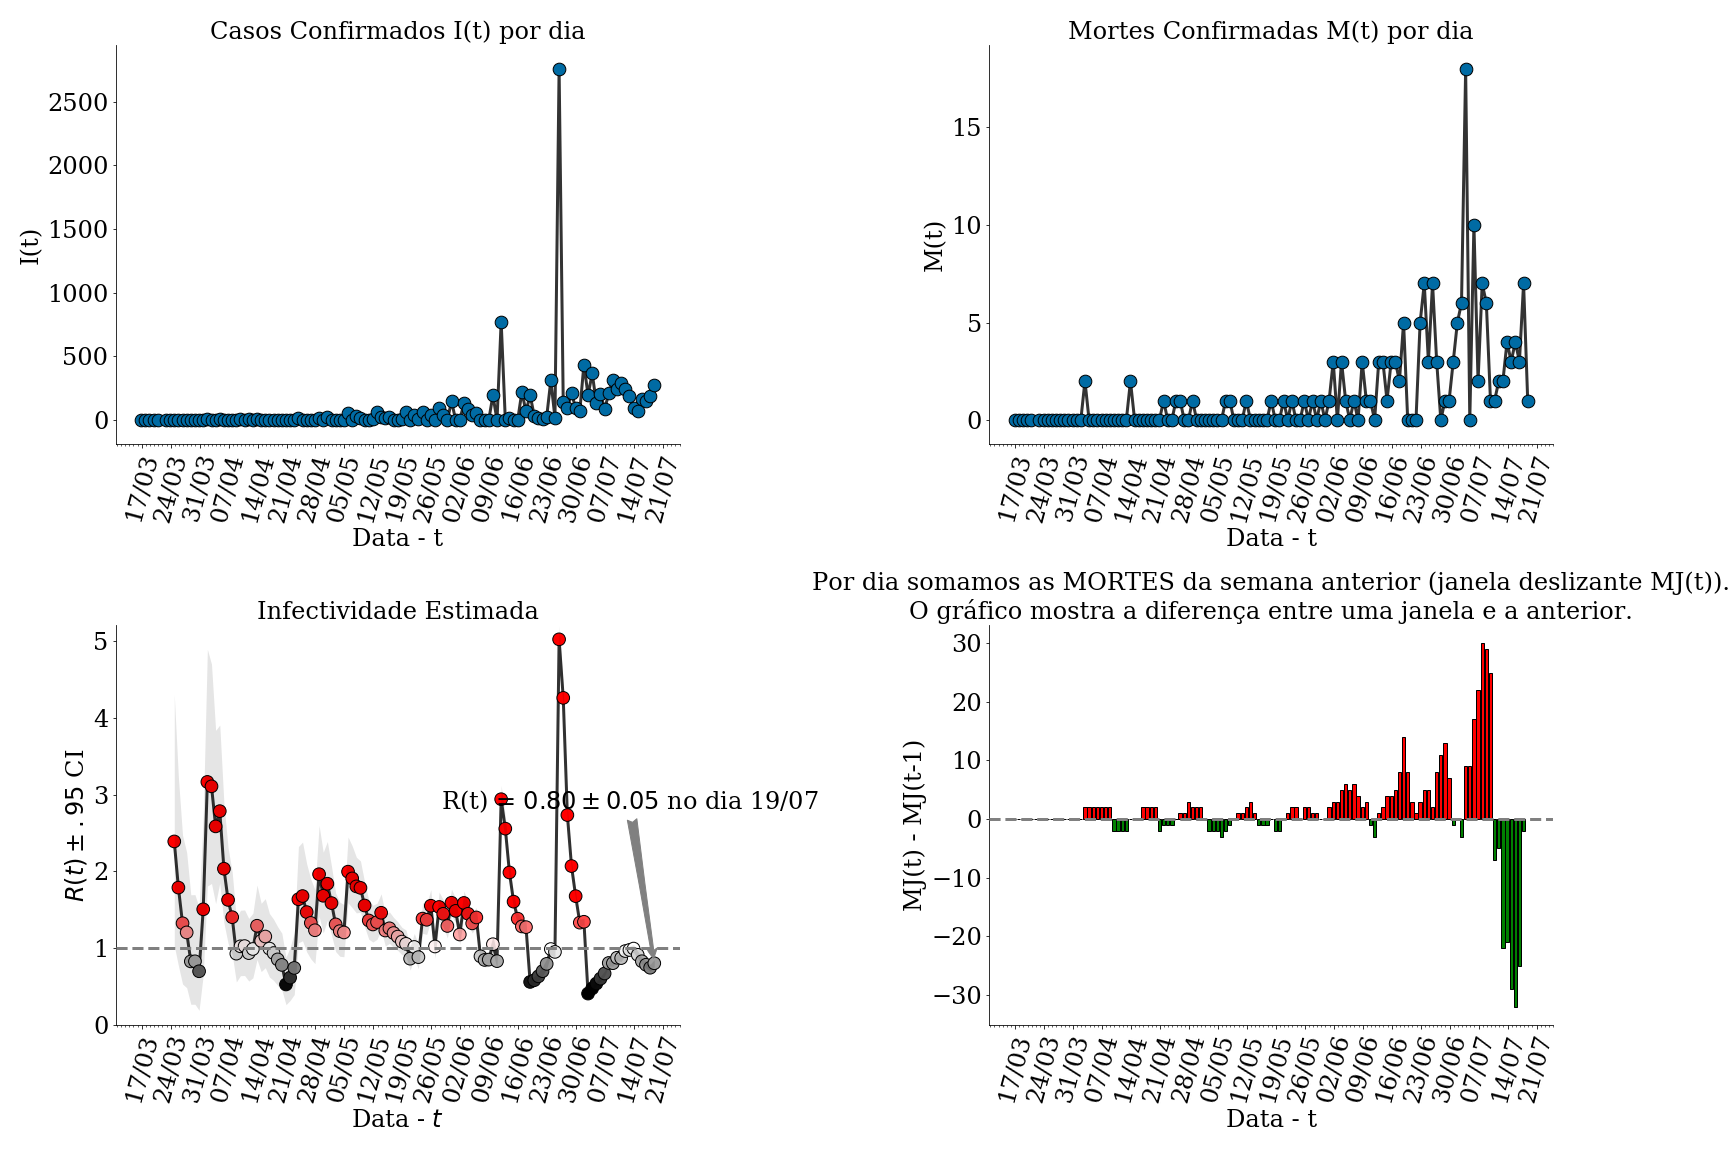 Casos Confirmados I(t) por dia
I(t)
2500
2000
1500
1000
500
0
17/03 24/03 31/03 07/04 14/04 21/04 28/04 05/05 12/05 19/05 26/05 02/06 09/06 16/06 23/06 30/06 07/07 14/07 21/07
Data - t
Mortes Confirmadas M(t) por dia
M(t)
15
10
5
0
17/03 24/03 31/03 07/04 14/04 21/04 28/04 05/05 12/05 19/05 26/05 02/06 09/06 16/06 23/06 30/06 07/07 14/07 21/07
Data - t
Infectividade Estimada
R(t) ± .95 CI
5
4
3
2
1
0
R(t) = 0.80 ± 0.05 no dia 19/07
17/03 24/03 31/03 07/04 14/04 21/04 28/04 05/05 12/05 19/05 26/05 02/06 09/06 16/06 23/06 30/06 07/07 14/07 21/07
Data - t
Por dia somamos as MORTES da semana anterior (janela deslizante MJ(t)).
O gráfico mostra a diferença entre uma janela e a anterior.
MJ(t) - MJ(t-1)
30
20
10
0
−10
−20
−30
17/03 24/03 31/03 07/04 14/04 21/04 28/04 05/05 12/05 19/05 26/05 02/06 09/06 16/06 23/06 30/06 07/07 14/07 21/07
Data - t